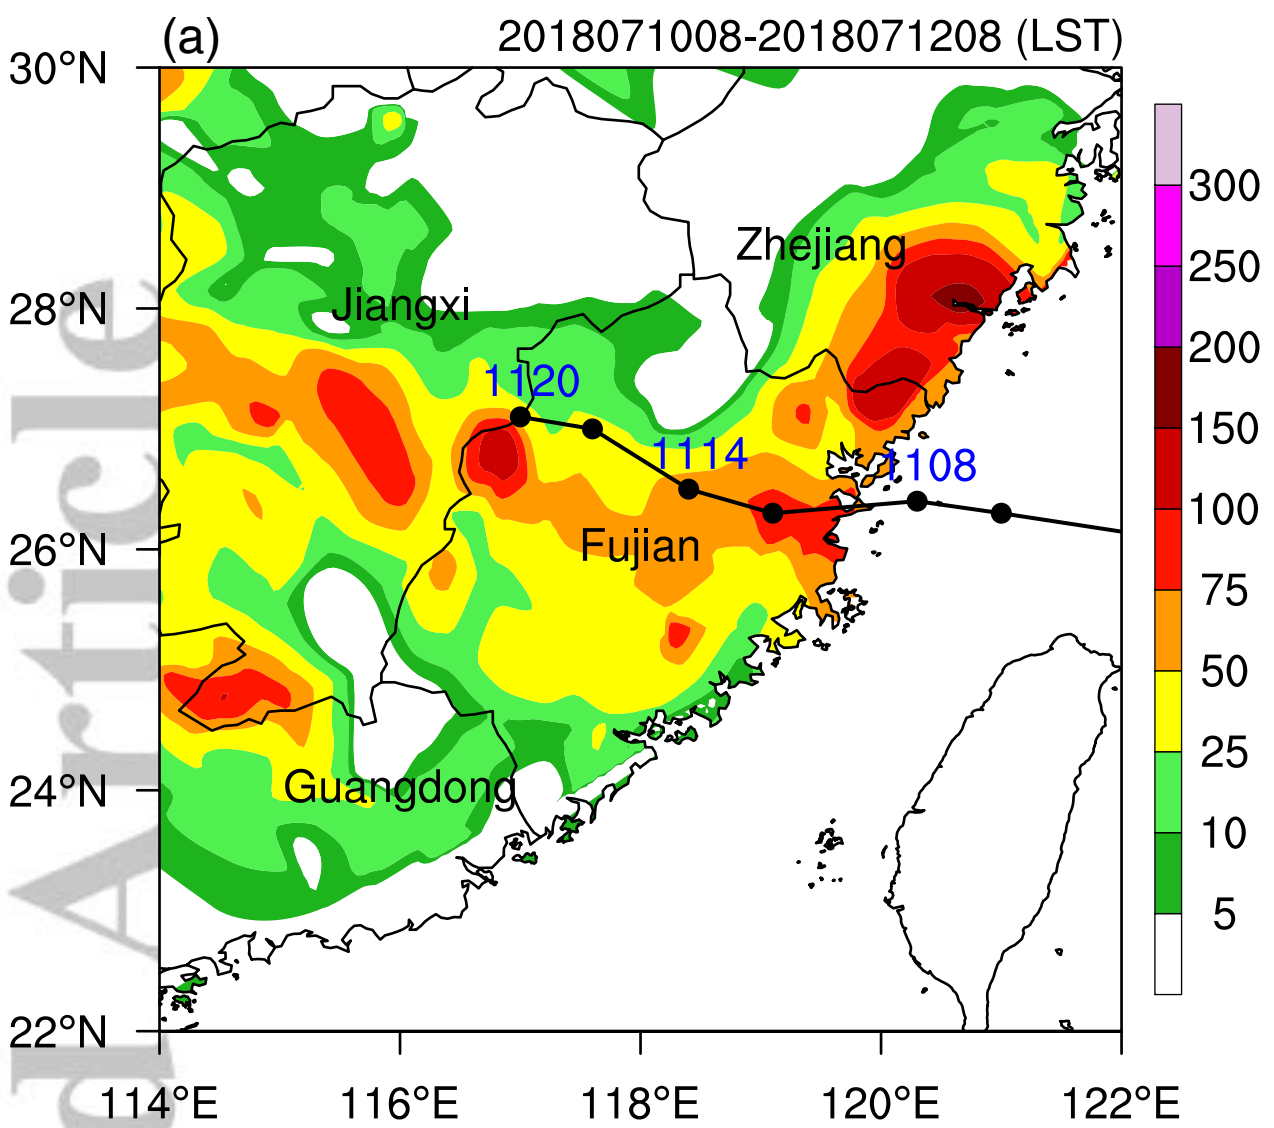 (a) 2018071008-2018071208 (LST)
30°N
28°N
26°N
24°N
22°N
114°E 116°E 118°E 120°E 122°E
Zhejiang
Jiangxi
1120
1114
1108
Fujian
Guangdong
300
250
200
150
100
75
50
25
10
5
d Article